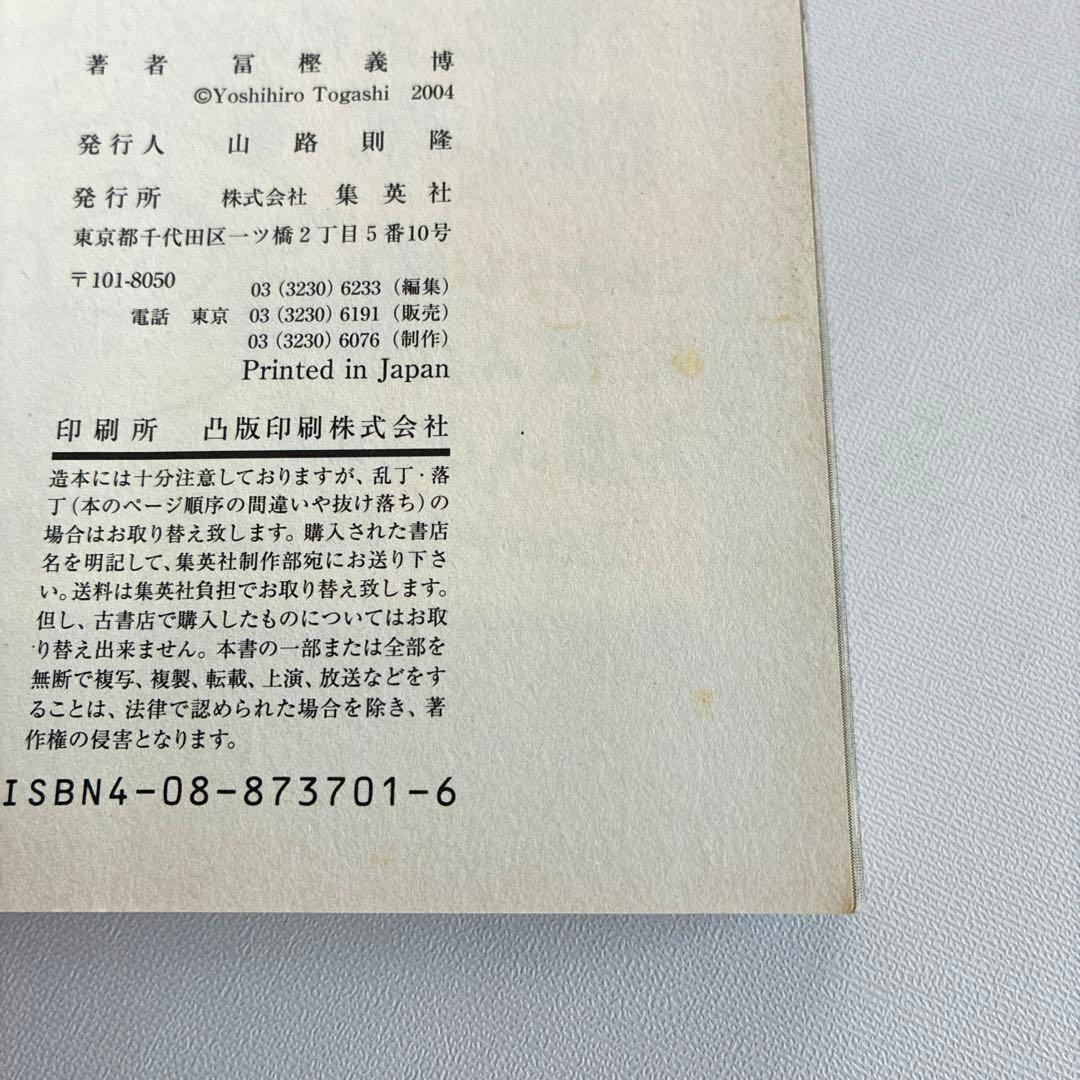 著者 冨樫義博
©Yoshihiro Togashi 2004
発行人 山路則隆
発行所 株式会社 集英社
東京都千代田区一ツ橋2丁目5番10号
〒101-8050
03 (3230) 6233 (編集)
電話 東京 03 (3230) 6191 (販売)
03 (3230) 6076 (制作)
Printed in Japan
印刷所 凸版印刷株式会社
造本には十分注意しておりますが、乱丁・落
丁(本のページ順序の間違いや抜け落ち)の
場合はお取り替え致します。購入された書店
名を明記して、集英社制作部宛にお送り下さ
い。送料は集英社負担でお取り替え致します。
但し、古書店で購入したものについてはお取
り替え出来ません。本書の一部または全部を
無断で複写、複製、転載、上演、放送などをす
ることは、法律で認められた場合を除き、著
作権の侵害となります。
ISBN4-08-873701-6